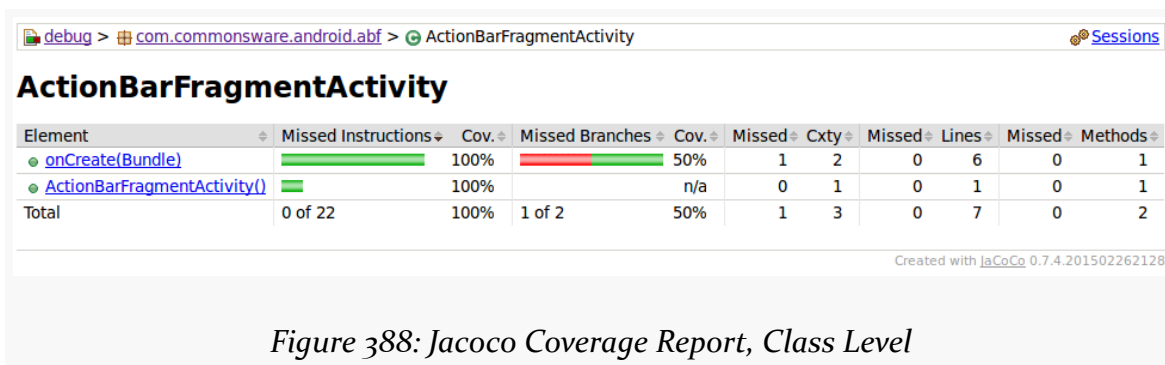 debug > com.commonsware.android.abf > ActionBarFragmentActivity Sessions
ActionBarFragmentActivity
Element Missed Instructions Cov. Missed Branches Cov. Missed Cxty Missed Lines Missed Methods
onCreate(Bundle) 100% 50% 1 2 0 6 0 1
ActionBarFragmentActivity() 100% n/a 0 1 0 1 0 1
Total 0 of 22 100% 1 of 2 50% 1 3 0 7 0 2
Created with JaCoCo 0.7.4.201502262128
Figure 388: Jacoco Coverage Report, Class Level